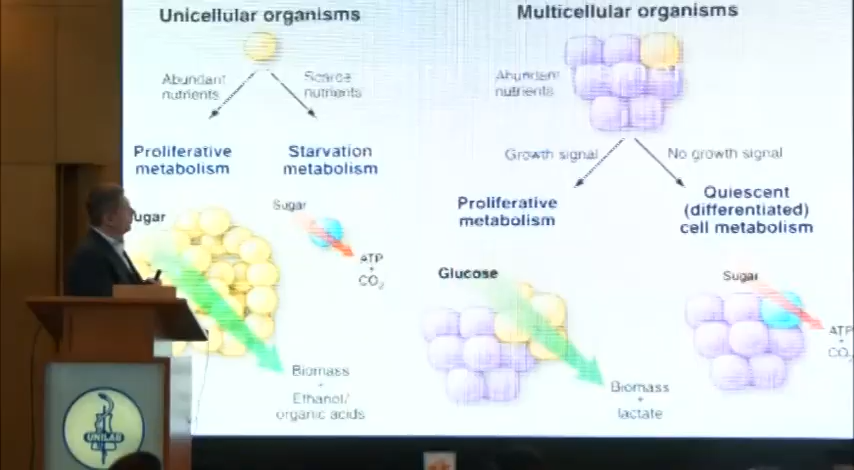 Unicellular organisms
Abundant
nutrients
Scarce
nutrients
Proliferative
metabolism
Starvation
metabolism
ugar
Sugar
ATP
+
CO₂
Biomass
+
Ethanol/
organic acids
Multicellular organisms
Abundant
nutrients
Growth signal
No growth signal
Proliferative
metabolism
Quiescent
(differentiated)
cell metabolism
Glucose
Sugar
Biomass
+
lactate
ATP
+
CO₂
UNILAB